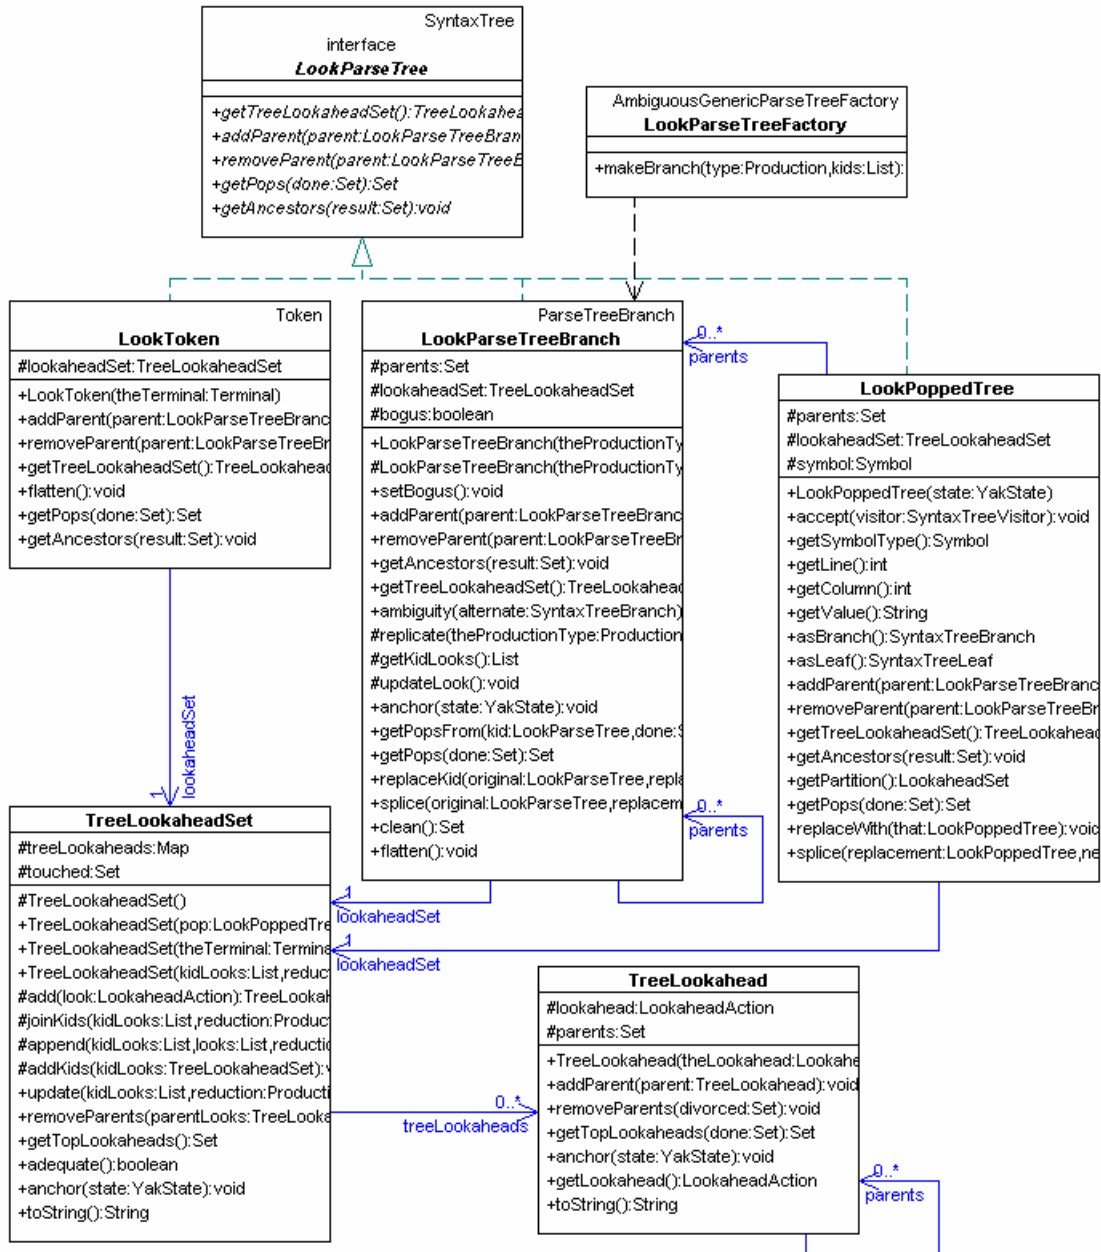 SyntaxTree
interface
LookParseTree
+getTreeLookaheadSet():TreeLookahea
+addParent(parent:LookParseTreeBran
+removeParent(parent:LookParseTreeB
+getPops(done:Set):Set
+getAncestors(result:Set):void
AmbiguousGenericParseTreeFactory
LookParseTreeFactory
+makeBranch(type:Production,kids:List):
Token
LookToken
#lookaheadSet:TreeLookaheadSet
+LookToken(theTerminal:Terminal)
+addParent(parent:LookParseTreeBranc
+removeParent(parent:LookParseTreeBr
+getTreeLookaheadSet():TreeLookahead
+flatten():void
+getPops(done:Set):Set
+getAncestors(result:Set):void
ParseTreeBranch
LookParseTreeBranch
#parents:Set
#lookaheadSet:TreeLookaheadSet
#bogus:boolean
+LookParseTreeBranch(theProductionTy
#LookParseTreeBranch(theProductionTy
+setBogus():void
+addParent(parent:LookParseTreeBranc
+removeParent(parent:LookParseTreeBr
+getAncestors(result:Set):void
+getTreeLookaheadSet():TreeLookahead
+ambiguity(alternate:SyntaxTreeBranch)
#replicate(theProductionType:Production
#getKidLooks():List
#updateLook():void
+anchor(state:YakState):void
+getPopsFrom(kid:LookParseTree,done:S
+getPops(done:Set):Set
+replaceKid(original:LookParseTree,repla
+splice(original:LookParseTree,replacem
+clean():Set
+flatten():void
0..*
parents
LookPoppedTree
#parents:Set
#lookaheadSet:TreeLookaheadSet
#symbol:Symbol
+LookPoppedTree(state:YakState)
+accept(visitor:SyntaxTreeVisitor):void
+getSymbolType():Symbol
+getLine():int
+getColumn():int
+getValue():String
+asBranch():SyntaxTreeBranch
+asLeaf():SyntaxTreeLeaf
+addParent(parent:LookParseTreeBranc
+removeParent(parent:LookParseTreeBr
+getTreeLookaheadSet():TreeLookahead
+getAncestors(result:Set):void
+getPartition():LookaheadSet
+getPops(done:Set):Set
+replaceWith(that:LookPoppedTree):voic
+splice(replacement:LookPoppedTree,ne
lookaheadSet
1
0..*
parents
TreeLookaheadSet
#treeLookaheads:Map
#touched:Set
#TreeLookaheadSet()
+TreeLookaheadSet(pop:LookPoppedTre
+TreeLookaheadSet(theTerminal:Termina
+TreeLookaheadSet(kidLooks:List,reduct
#add(look:LookaheadAction):TreeLookah
#joinKids(kidLooks:List,reduction:Produc
#append(kidLooks:List,looks:List,reductic
#addKids(kidLooks:TreeLookaheadSet):v
+update(kidLooks:List,reduction:Producti
+removeParents(parentLooks:TreeLooka
+getTopLookaheads():Set
+adequate():boolean
+anchor(state:YakState):void
+toString():String
1
lookaheadSet
1
lookaheadSet
0..*
treeLookaheads
TreeLookahead
#lookahead:LookaheadAction
#parents:Set
+TreeLookahead(theLookahead:Lookahe
+addParent(parent:TreeLookahead):void
+removeParents(divorced:Set):void
+getTopLookaheads(done:Set):Set
+anchor(state:YakState):void
+getLookahead():LookaheadAction
+toString():String
0..*
parents